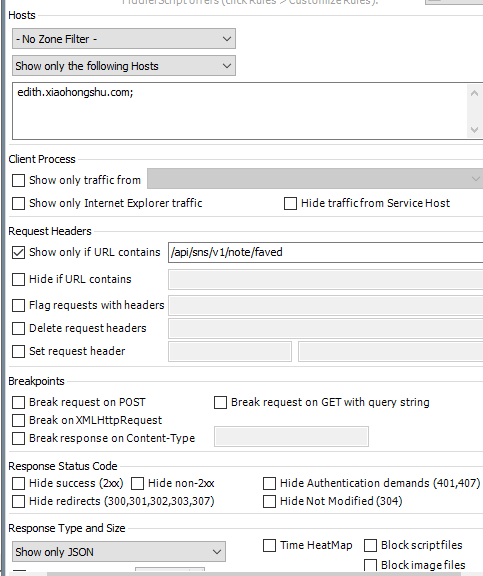 FiddlerScript offers (click Rules > Customize Rules).
Hosts
- No Zone Filter -
Show only the following Hosts
edith.xiaohongshu.com;
Client Process
Show only traffic from
Show only Internet Explorer traffic
Hide traffic from Service Host
Request Headers
Show only if URL contains
/api/sns/v1/note/faved
Hide if URL contains
Flag requests with headers
Delete request headers
Set request header
Breakpoints
Break request on POST
Break request on GET with query string
Break on XMLHttpRequest
Break response on Content-Type
Response Status Code
Hide success (2xx)
Hide non-2xx
Hide Authentication demands (401,407)
Hide redirects (300,301,302,303,307)
Hide Not Modified (304)
Response Type and Size
Show only JSON
Time HeatMap
Block script files
Block image files